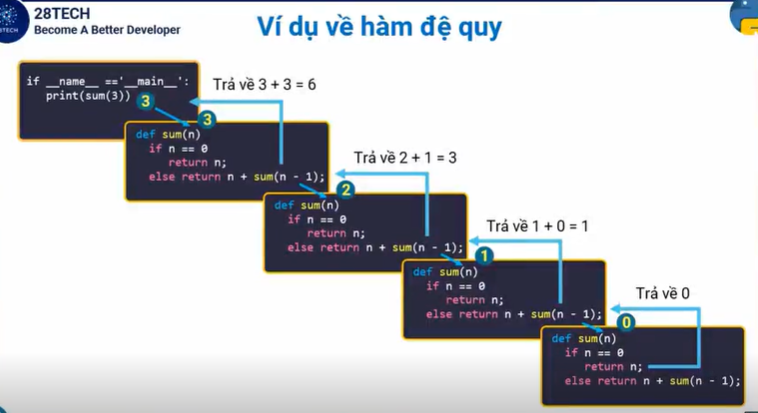 28TECH
Become A Better Developer
Ví dụ về hàm đệ quy
if __name__ =='__main__':
print(sum(3))
3
Trả về 3 + 3 = 6
3
def sum(n)
if n == 0
return n;
else return n + sum(n - 1);
Trả về 2 + 1 = 3
2
def sum(n)
if n == 0
return n;
else return n + sum(n - 1);
Trả về 1 + 0 = 1
1
def sum(n)
if n == 0
return n;
else return n + sum(n - 1);
Trả về 0
0
def sum(n)
if n == 0
return n;
else return n + sum(n - 1);